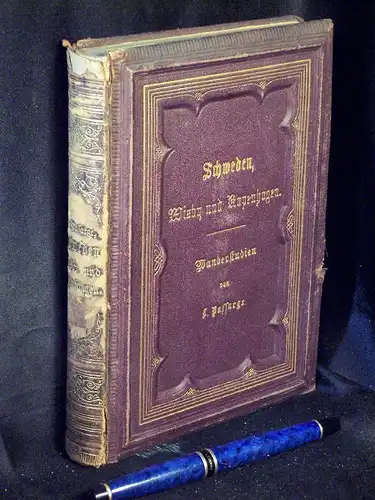 Schweden,
Wisby und Kopenhagen.
Wanderstudien
von
L. Passarge.